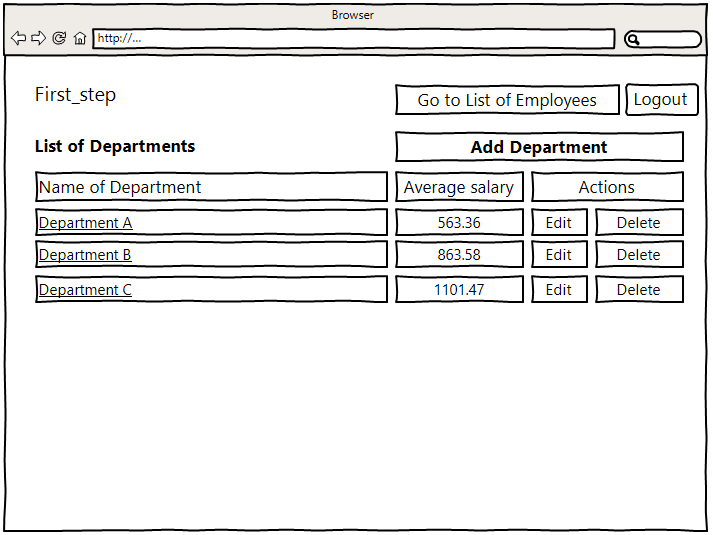 Browser
http://...
First_step
Go to List of Employees
Logout
List of Departments
Add Department
Name of Department Average salary Actions
Department A 563.36 Edit Delete
Department B 863.58 Edit Delete
Department C 1101.47 Edit Delete